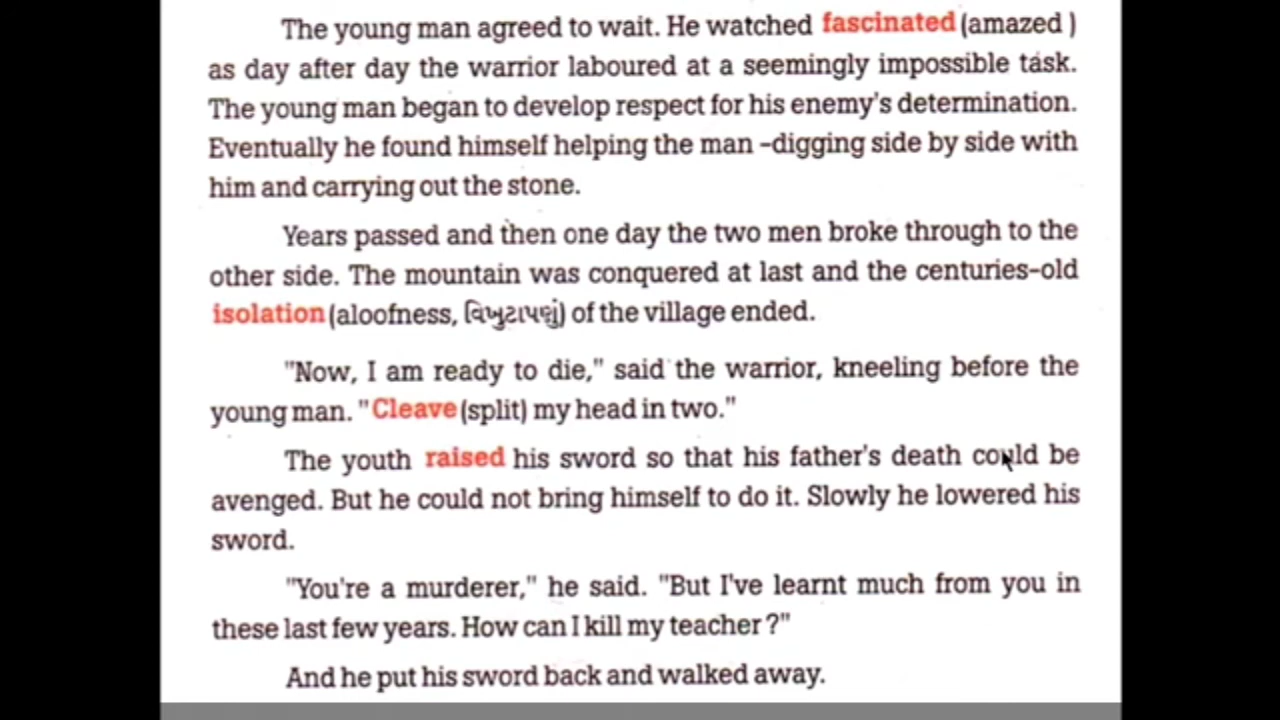 The young man agreed to wait. He watched fascinated (amazed )
as day after day the warrior laboured at a seemingly impossible task.
The young man began to develop respect for his enemy's determination.
Eventually he found himself helping the man –digging side by side with
him and carrying out the stone.
Years passed and then one day the two men broke through to the
other side. The mountain was conquered at last and the centuries-old
isolation (aloofness, વિખુટાપણું) of the village ended.
"Now, I am ready to die," said the warrior, kneeling before the
young man. "Cleave (split) my head in two."
The youth raised his sword so that his father's death could be
avenged. But he could not bring himself to do it. Slowly he lowered his
sword.
"You're a murderer," he said. "But I've learnt much from you in
these last few years. How can I kill my teacher ?"
And he put his sword back and walked away.